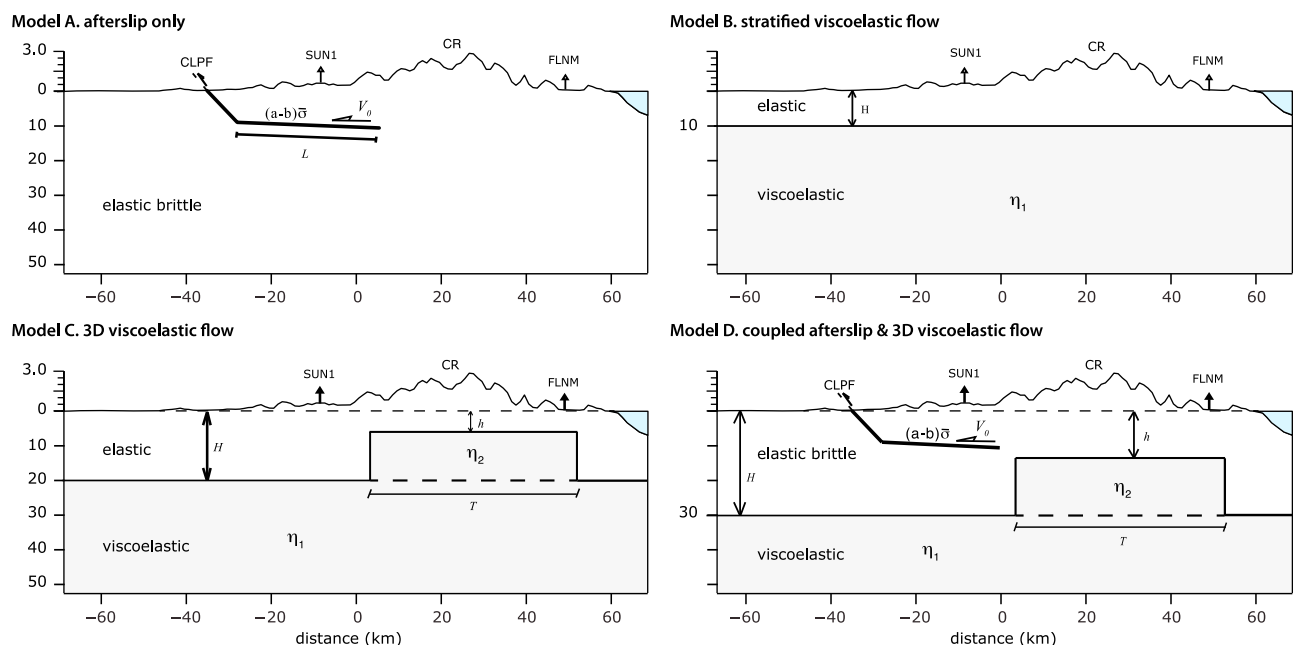 Model A. afterslip only
3.0
0
10
20
30
40
50
CLPF
SUN1
CR
FLNM
(a-b)σ̅
V₀
L
elastic brittle
−60
−40
−20
0
20
40
60
Model B. stratified viscoelastic flow
SUN1
CR
FLNM
elastic
H
10
viscoelastic
η₁
−60
−40
−20
0
20
40
60
Model C. 3D viscoelastic flow
3.0
0
10
20
30
40
50
SUN1
CR
FLNM
elastic
H
h
η₂
T
viscoelastic
η₁
−60
−40
−20
0
20
40
60
distance (km)
Model D. coupled afterslip & 3D viscoelastic flow
CLPF
SUN1
CR
FLNM
(a-b)σ̅
V₀
elastic brittle
H
h
η₂
30
T
viscoelastic
η₁
−60
−40
−20
0
20
40
60
distance (km)